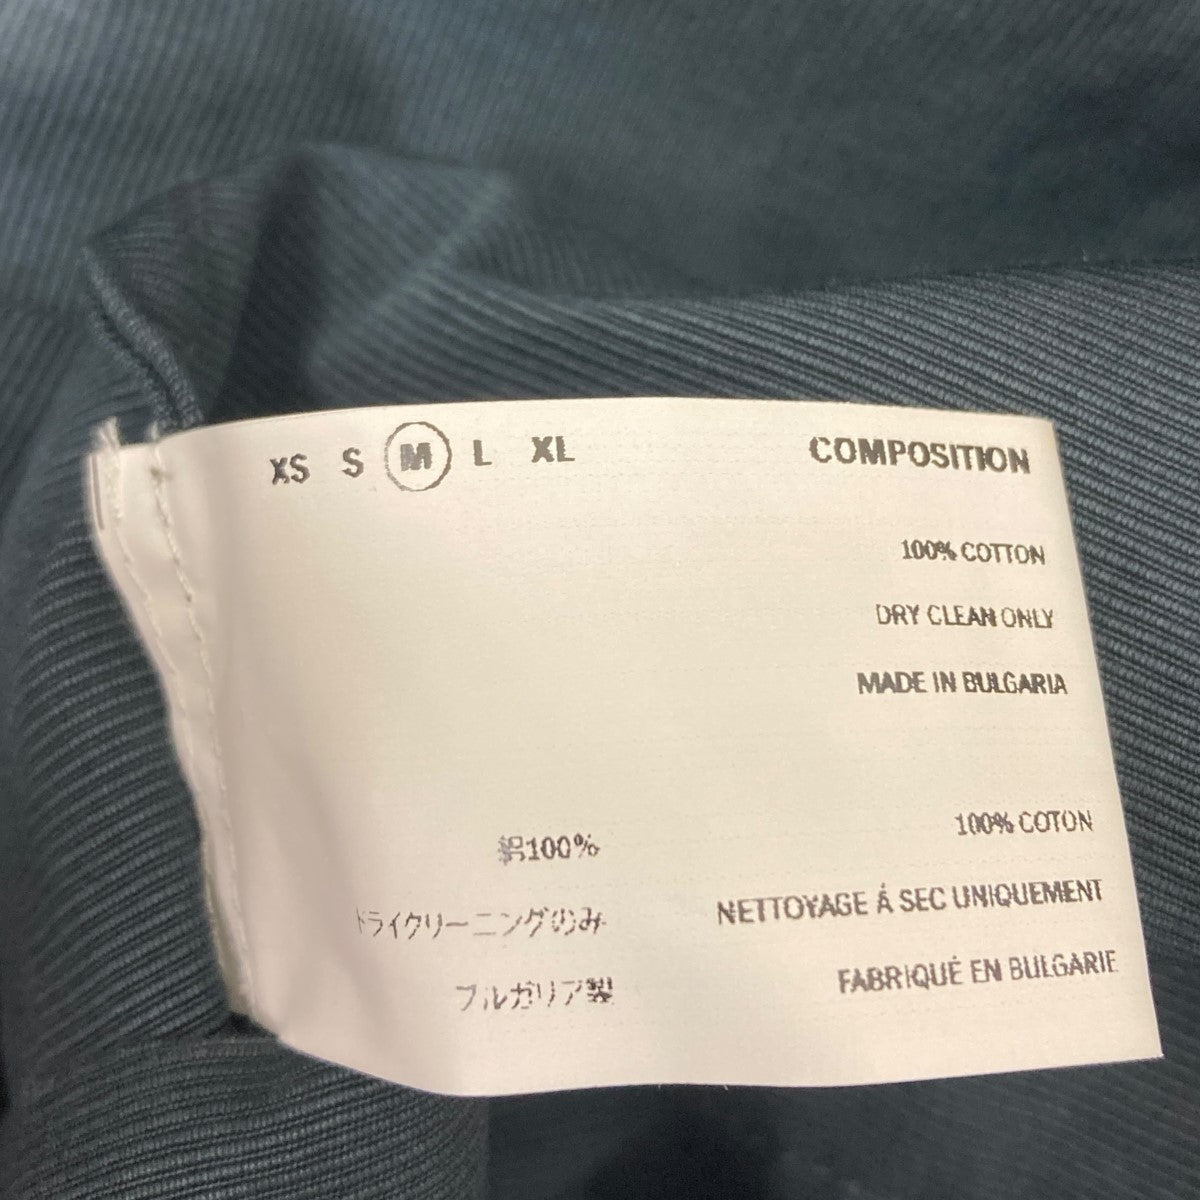 XS S M L XL
COMPOSITION
100% COTTON
DRY CLEAN ONLY
MADE IN BULGARIA
100% COTON
NETTOYAGE Á SEC UNIQUEMENT
FABRIQUÉ EN BULGARIE
綿100%
ドライクリーニングのみ
ブルガリア製